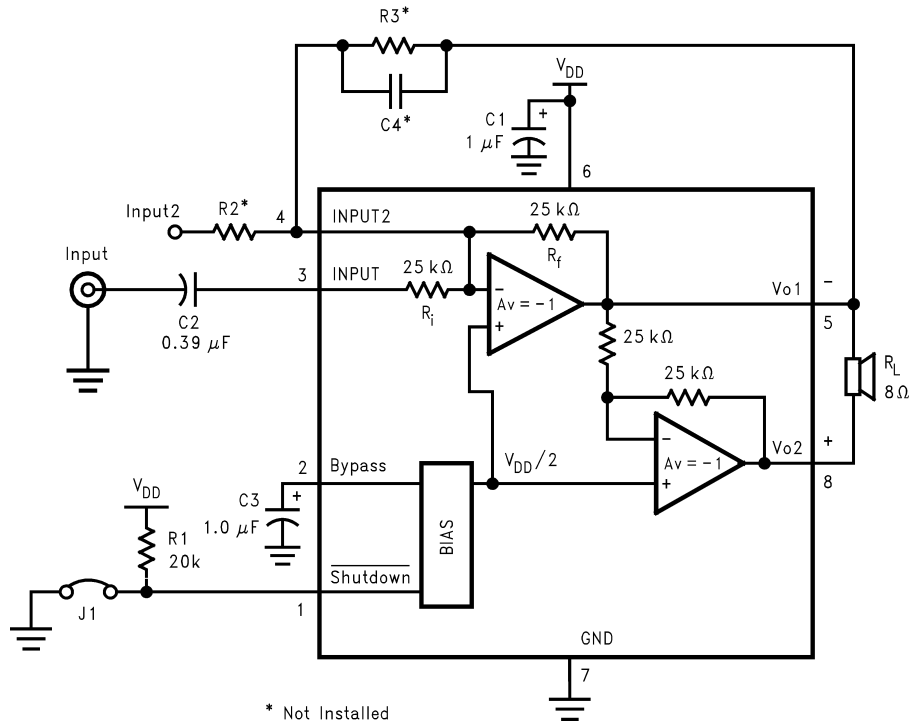 R3*
C4*
V_DD
C1
1 µF
+
6
Input2
R2*
4
INPUT2
25 kΩ
R_f
Input
3
INPUT
25 kΩ
R_i
−
Av = −1
+
Vo1
−
5
C2
0.39 µF
25 kΩ
25 kΩ
R_L
8 Ω
−
Av = −1
+
Vo2
+
8
2
Bypass
V_DD/2
C3
1.0 µF
+
BIAS
V_DD
R1
20k
Shutdown
1
J1
GND
7
* Not Installed